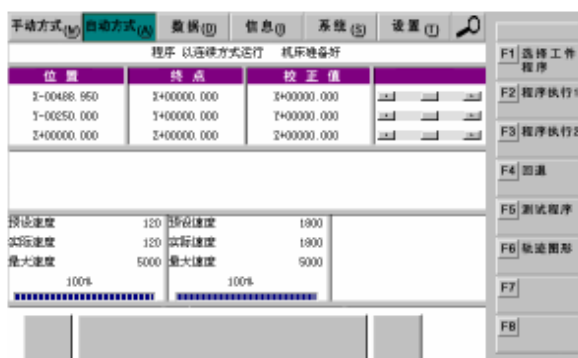 手动方式(M) 自动方式(A) 数据(D) 信息(I) 系统(S) 设置(T)
程序 以连续方式运行 机床准备好
位置 终点 校正值
X-00488.950 X+00000.000 X+00000.000
Y-00250.000 Y+00000.000 Y+00000.000
Z+00000.000 Z+00000.000 Z+00000.000
预设速度 120 预设速度 1800
实际速度 120 实际速度 1800
最大速度 5000 最大速度 5000
100% 100%
F1 选择工件
程序
F2 程序执行1
F3 程序执行2
F4 回退
F5 测试程序
F6 轨迹图形
F7
F8